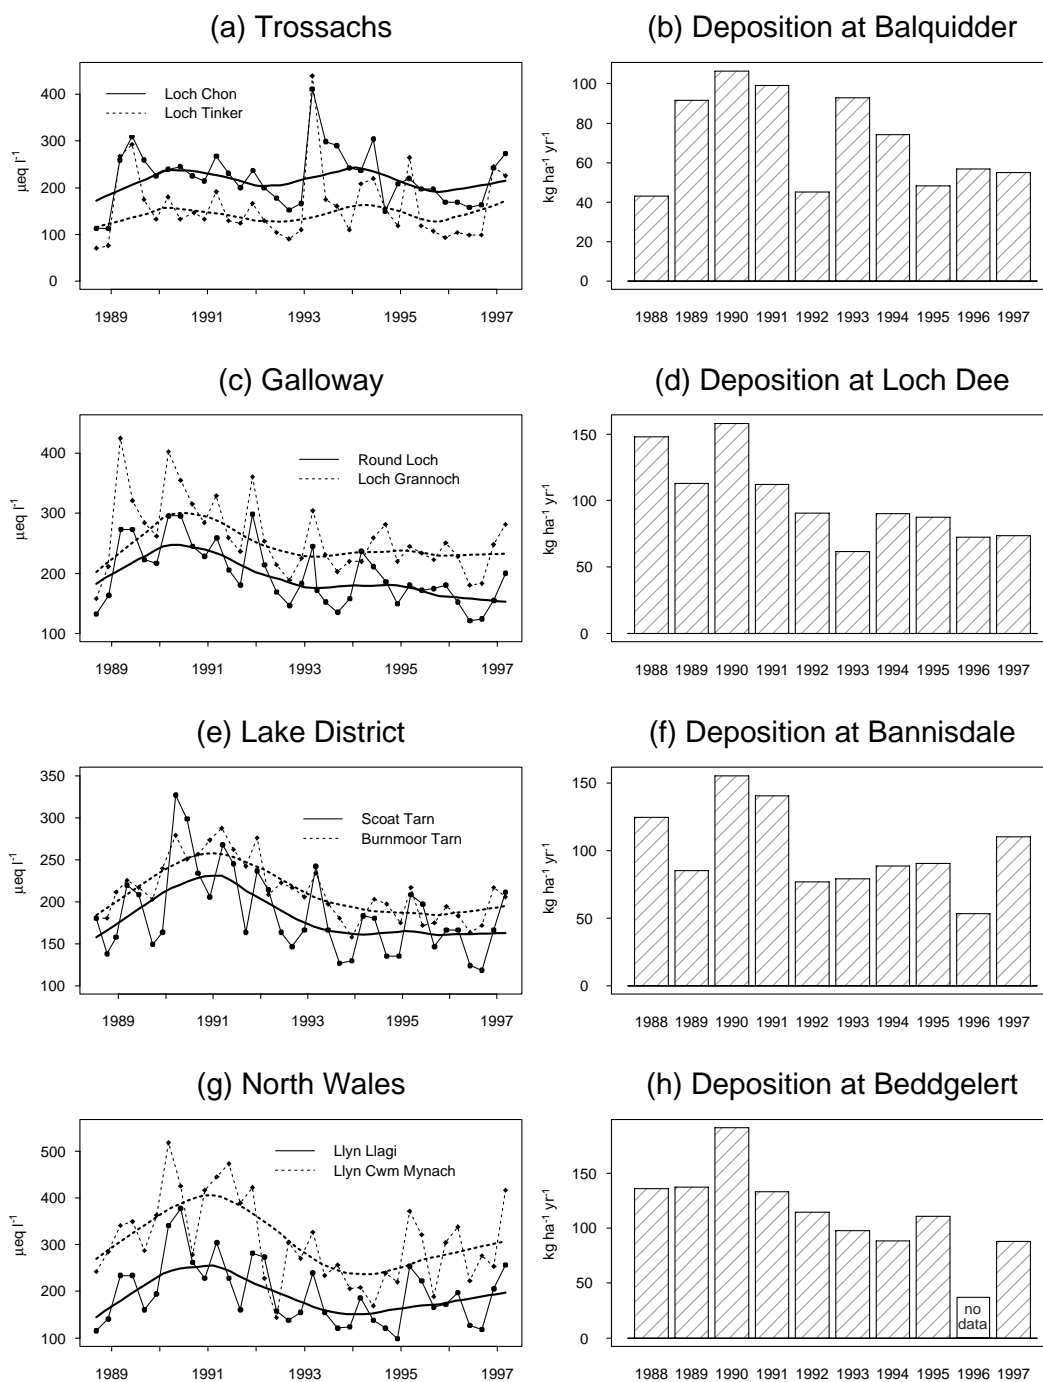 (a) Trossachs
(b) Deposition at Balquidder
µeq l-1
400
300
200
100
0
Loch Chon
Loch Tinker
1989 1991 1993 1995 1997
kg ha-1 yr-1
100
80
60
40
20
0
1988 1989 1990 1991 1992 1993 1994 1995 1996 1997
(c) Galloway
(d) Deposition at Loch Dee
µeq l-1
400
300
200
100
Round Loch
Loch Grannoch
1989 1991 1993 1995 1997
kg ha-1 yr-1
150
100
50
0
1988 1989 1990 1991 1992 1993 1994 1995 1996 1997
(e) Lake District
(f) Deposition at Bannisdale
µeq l-1
350
300
250
200
150
100
Scoat Tarn
Burnmoor Tarn
1989 1991 1993 1995 1997
kg ha-1 yr-1
150
100
50
0
1988 1989 1990 1991 1992 1993 1994 1995 1996 1997
(g) North Wales
(h) Deposition at Beddgelert
µeq l-1
500
400
300
200
100
Llyn Llagi
Llyn Cwm Mynach
1989 1991 1993 1995 1997
kg ha-1 yr-1
150
100
50
0
no
data
1988 1989 1990 1991 1992 1993 1994 1995 1996 1997